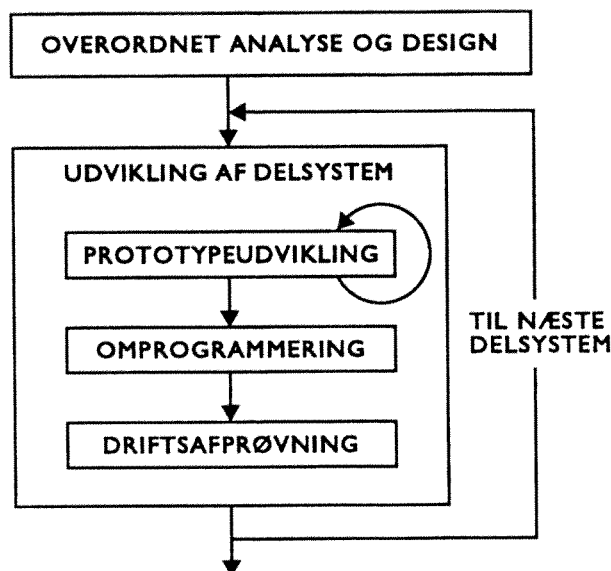 OVERORDNET ANALYSE OG DESIGN
UDVIKLING AF DELSYSTEM
PROTOTYPEUDVIKLING
OMPROGRAMMERING
DRIFTSAFPRØVNING
TIL NÆSTE
DELSYSTEM